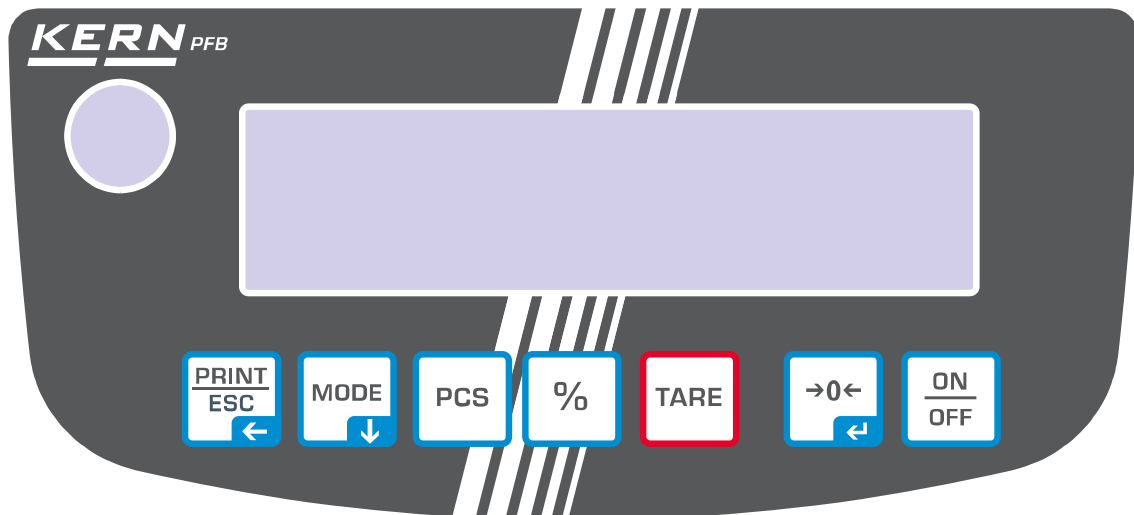 KERN PFB
PRINT
ESC
MODE
PCS
%
TARE
→0←
ON
OFF